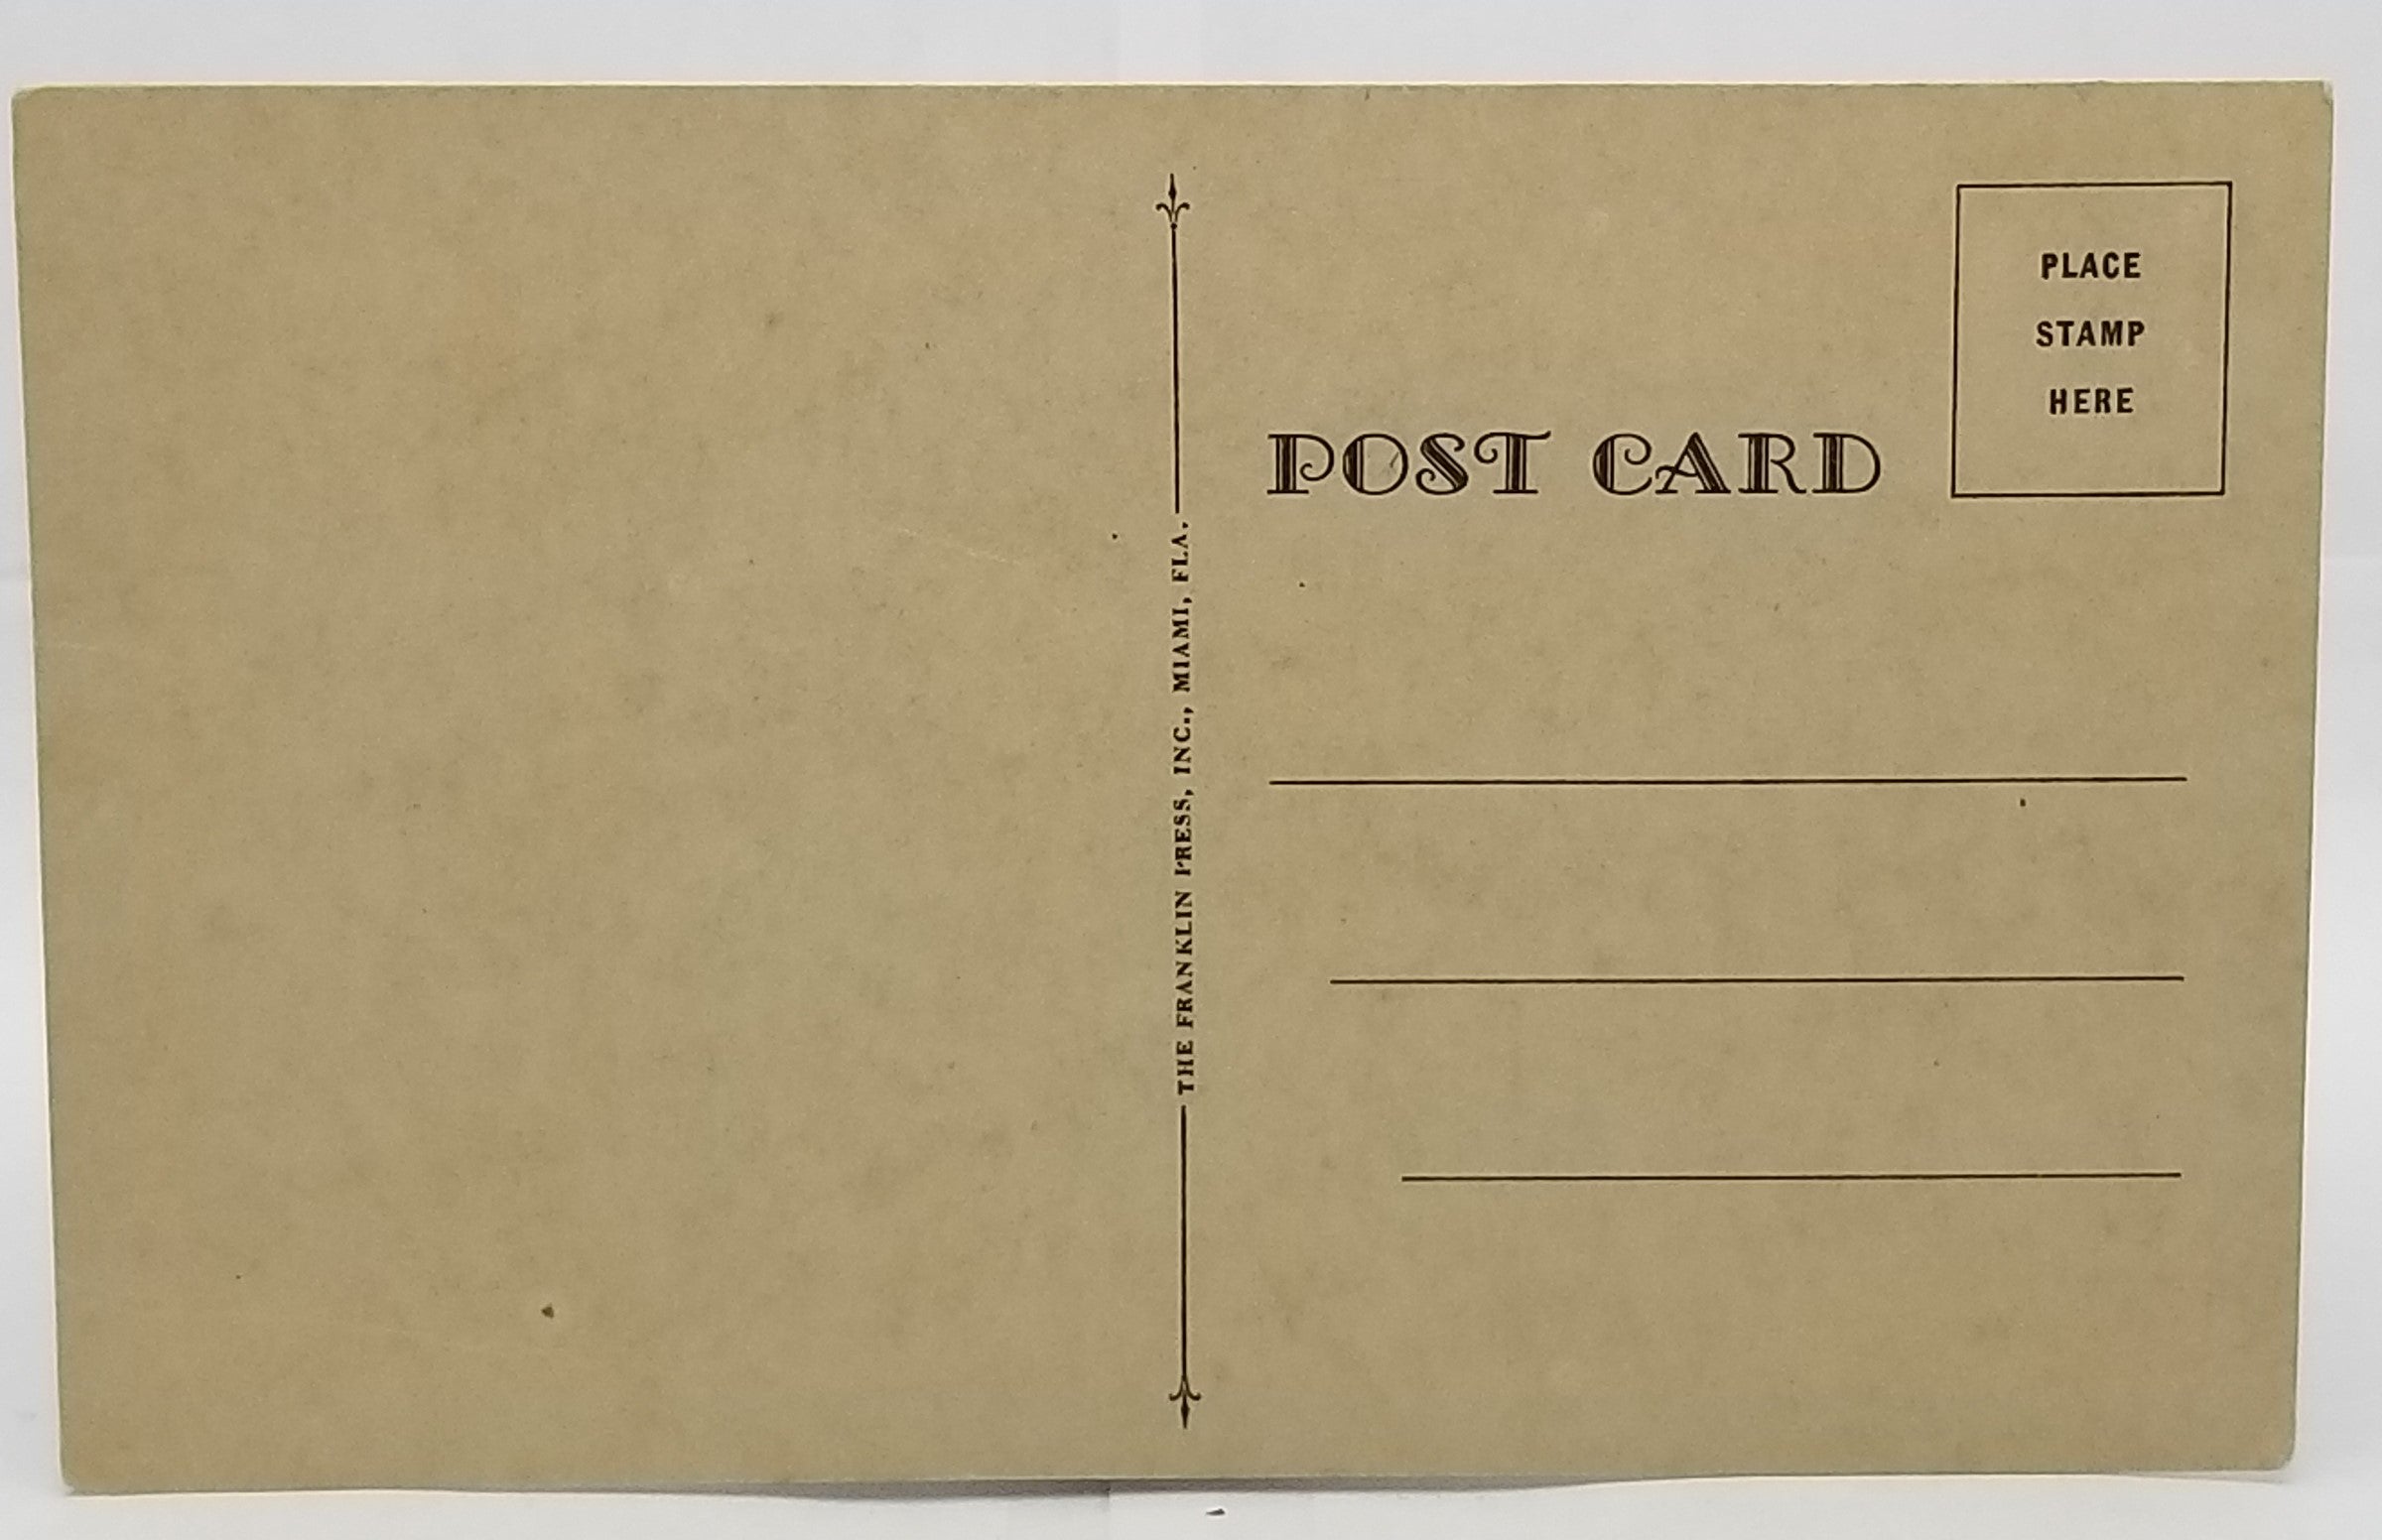 THE FRANKLIN PRESS, INC., MIAMI, FLA.
POST CARD
PLACE
STAMP
HERE